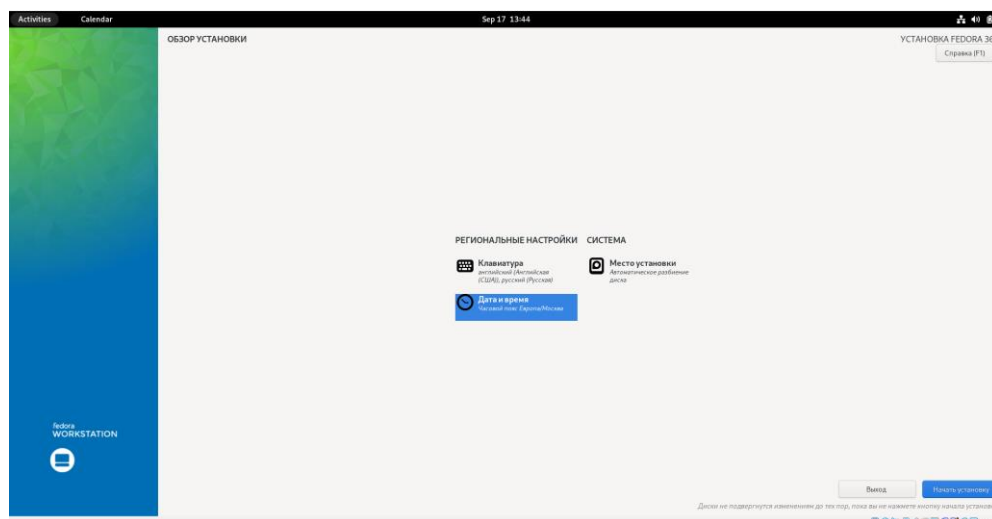 Activities Calendar Sep 17 13:44
ОБЗОР УСТАНОВКИ
УСТАНОВКА FEDORA 36
Справка (F1)
РЕГИОНАЛЬНЫЕ НАСТРОЙКИ
Клавиатура
английский (Английская
(США)), русский (Русская)
Дата и время
Часовой пояс Европа/Москва
СИСТЕМА
Место установки
Автоматическое разбиение
диска
fedora
WORKSTATION
Выход
Начать установку
Диски не подвергнутся изменениям до тех пор, пока вы не нажмете кнопку начала установ